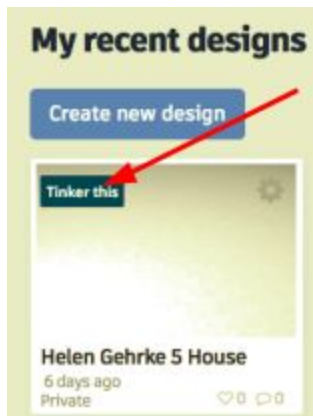 My recent designs
Create new design
Tinker this
Helen Gehrke 5 House
6 days ago
Private
0 0